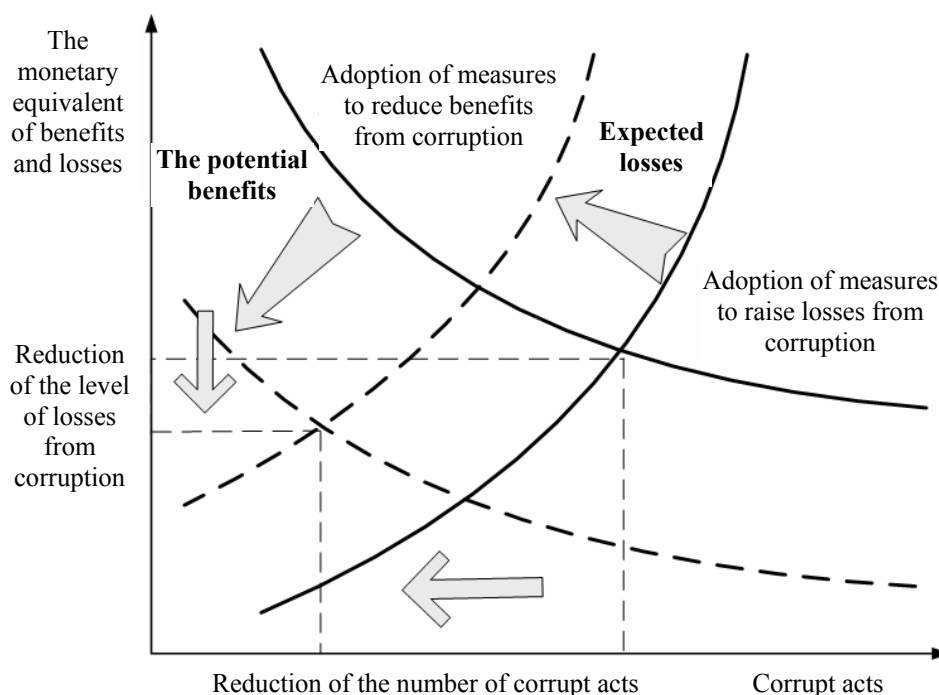 The
monetary
equivalent
of benefits
and losses
Adoption of measures
to reduce benefits
from corruption
Expected
losses
The potential
benefits
Adoption of measures
to raise losses from
corruption
Reduction
of the level
of losses
from
corruption
Reduction of the number of corrupt acts
Corrupt acts